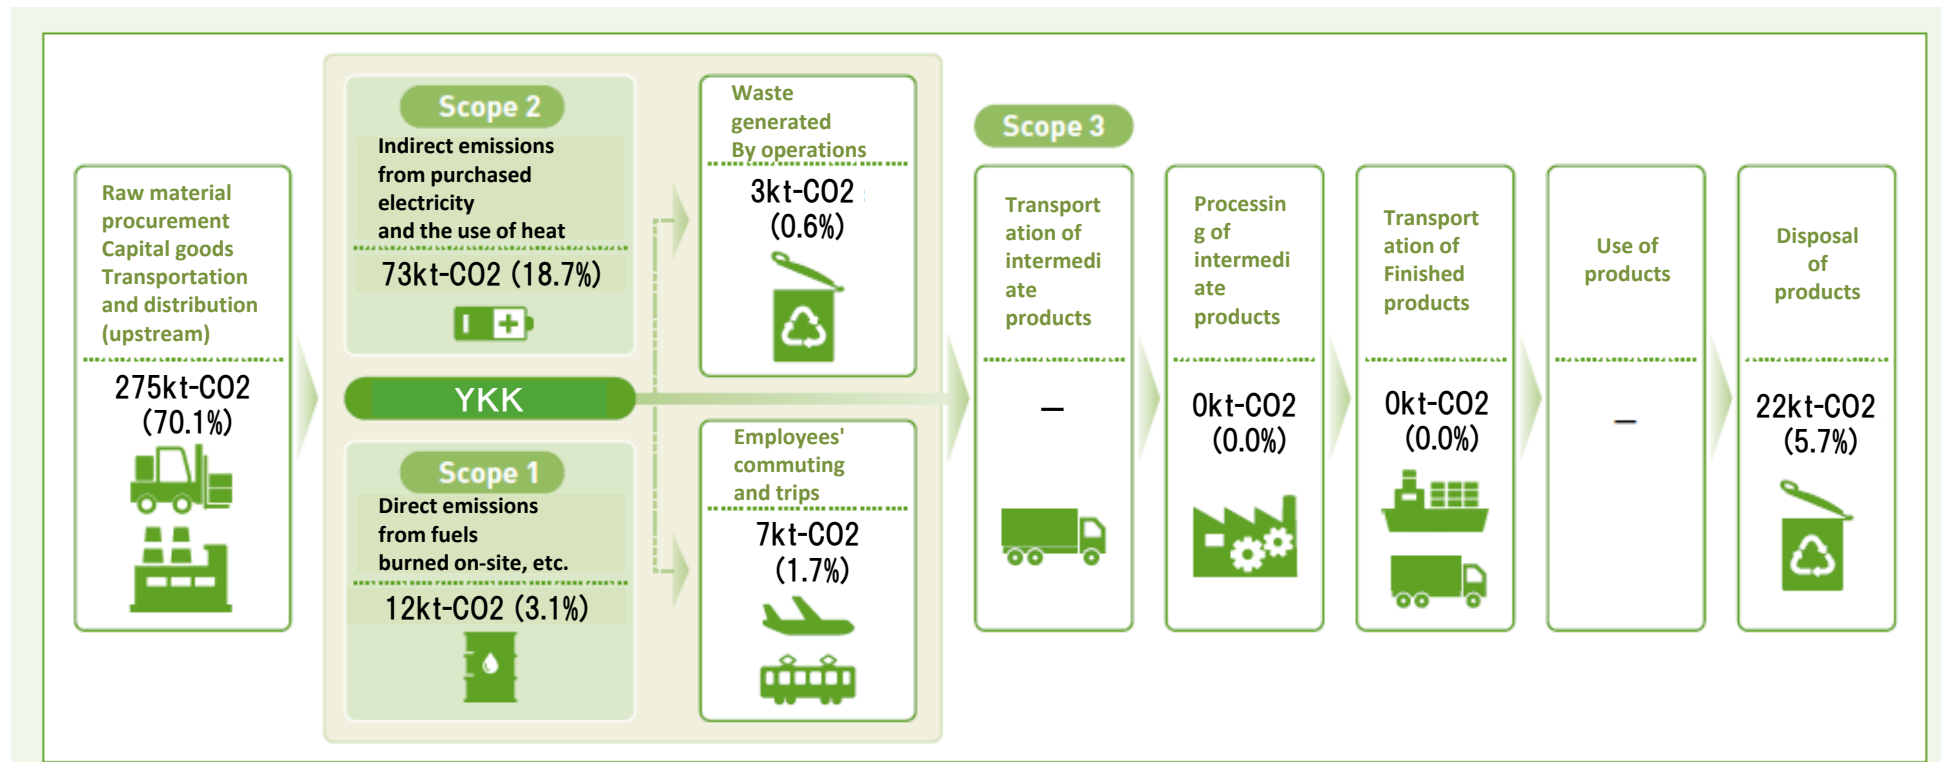 Raw material
procurement
Capital goods
Transportation
and distribution
(upstream)
275kt-CO2
(70.1%)
Scope 2
Indirect emissions
from purchased
electricity
and the use of heat
73kt-CO2 (18.7%)
YKK
Scope 1
Direct emissions
from fuels
burned on-site, etc.
12kt-CO2 (3.1%)
Waste
generated
By operations
3kt-CO2
(0.6%)
Employees'
commuting
and trips
7kt-CO2
(1.7%)
Scope 3
Transport
ation of
intermedi
ate
products
—
Processin
g of
intermedi
ate
products
0kt-CO2
(0.0%)
Transport
ation of
Finished
products
0kt-CO2
(0.0%)
Use of
products
—
Disposal
of
products
22kt-CO2
(5.7%)